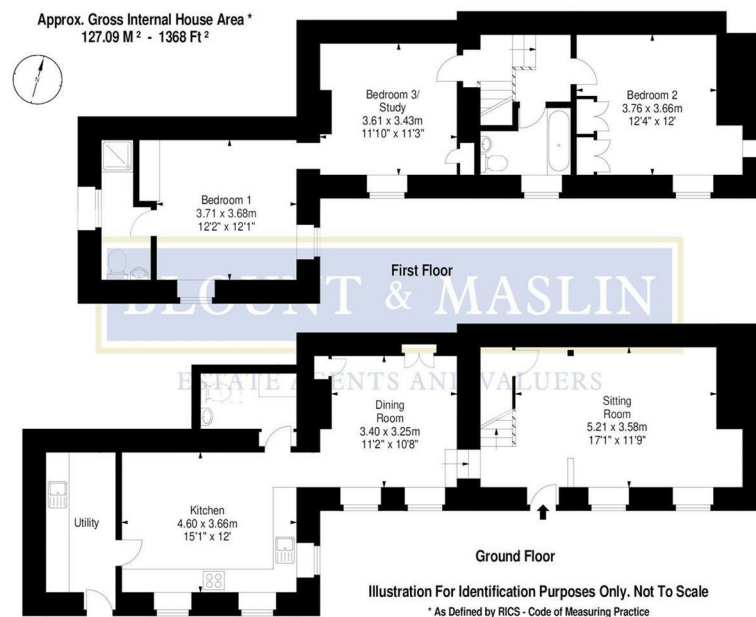 Approx. Gross Internal House Area *
127.09 M² - 1368 Ft²
N
Bedroom 3/
Study
3.61 x 3.43m
11'10" x 11'3"
Bedroom 2
3.76 x 3.66m
12'4" x 12'
Bedroom 1
3.71 x 3.68m
12'2" x 12'1"
First Floor
BLOUNT & MASLIN
ESTATE AGENTS AND VALUERS
Dining
Room
3.40 x 3.25m
11'2" x 10'8"
Sitting
Room
5.21 x 3.58m
17'1" x 11'9"
Utility
Kitchen
4.60 x 3.66m
15'1" x 12'
Ground Floor
Illustration For Identification Purposes Only. Not To Scale
* As Defined by RICS - Code of Measuring Practice